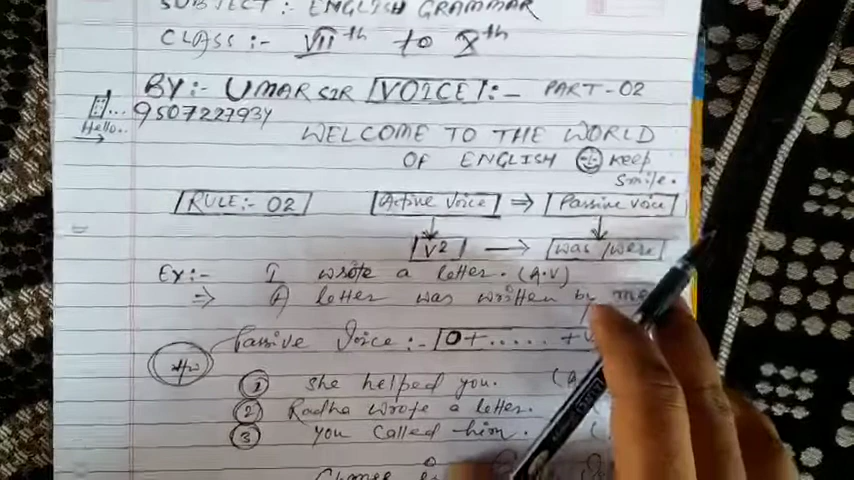 SUBJECT: ENGLISH GRAMMAR
CLASS :- VIIth to Xth
BY:- UMAR SIR VOICE :- PART-02
9507227934
Hello..
WELCOME TO THE WORLD
OF ENGLISH keep
smile.
RULE:- 02 Active voice ⇒ Passive voice
V2 → was/were
Ex:- I wrote a letter. (A.V)
⇒ A letter was written by me
Passive Voice:- O+...... +V
H/W
① She helped you. (A
② Radha wrote a letter. (
③ You called him. (
Change